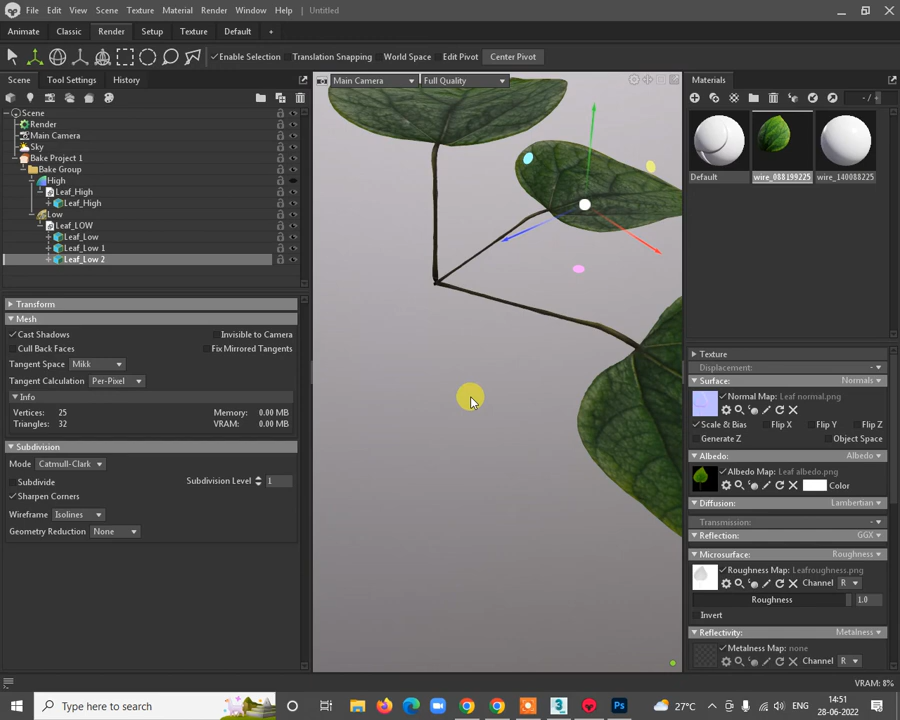 File Edit View Scene Texture Material Render Window Help Untitled
Animate Classic Render Setup Texture Default +
Enable Selection Translation Snapping World Space Edit Pivot Center Pivot
Scene Tool Settings History
Main Camera Full Quality
Materials
- /
Scene
Render
Main Camera
Sky
Bake Project 1
Bake Group
High
Leaf_High
Leaf_High
Low
Leaf_LOW
Leaf_Low
Leaf_Low 1
Leaf_Low 2
Default wire_088199225 wire_140088225
Transform
Mesh
Cast Shadows Invisible to Camera
Cull Back Faces Fix Mirrored Tangents
Tangent Space Mikk
Tangent Calculation Per-Pixel
Info
Vertices: 25 Memory: 0.00 MB
Triangles: 32 VRAM: 0.00 MB
Subdivision
Mode Catmull-Clark
Subdivide Subdivision Level 1
Sharpen Corners
Wireframe Isolines
Geometry Reduction None
Texture
Displacement: -
Surface: Normals
Normal Map: Leaf normal.png
Scale & Bias Flip X Flip Y Flip Z
Generate Z Object Space
Albedo: Albedo
Albedo Map: Leaf albedo.png
Color
Diffusion: Lambertian
Transmission: -
Reflection: GGX
Microsurface: Roughness
Roughness Map: Leafroughness.png
Channel R
Roughness 1.0
Invert
Reflectivity: Metalness
Metalness Map: none
Channel R
VRAM: 8%
Type here to search
3
Ps
27°C
14:51
28-06-2022